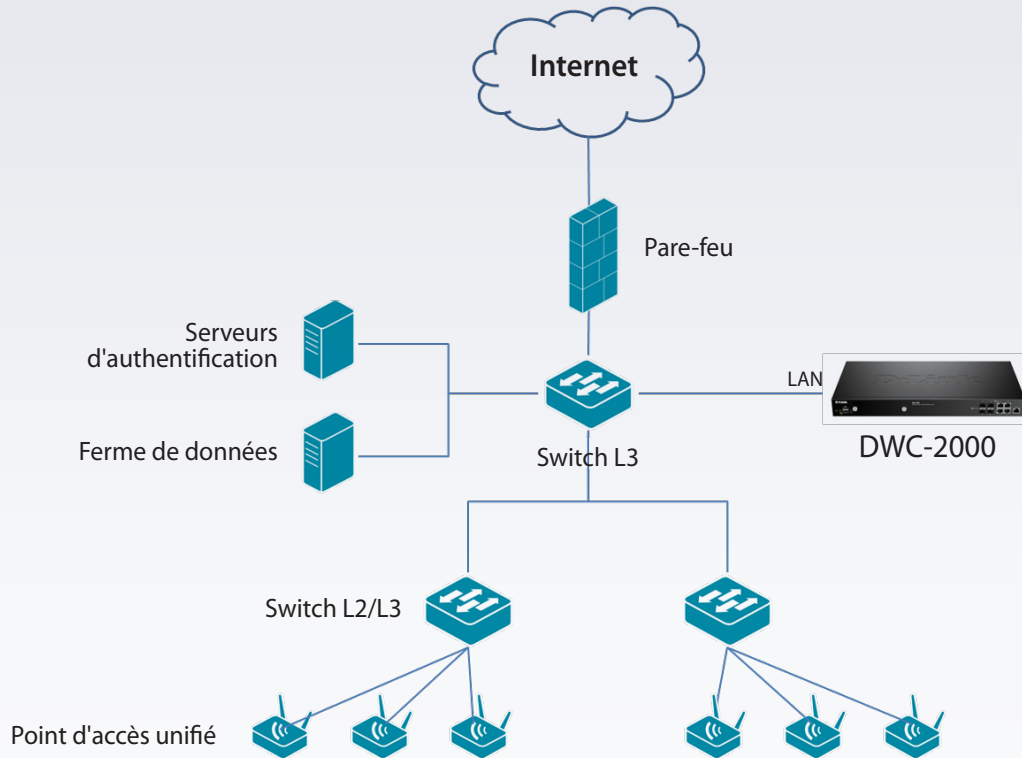 Internet
Pare-feu
Serveurs
d'authentification
LAN
DWC-2000
Ferme de données
Switch L3
Switch L2/L3
Point d'accès unifié